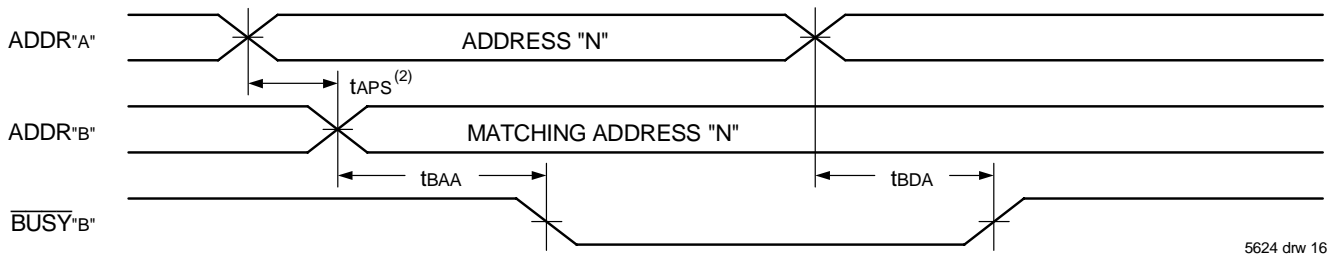 ADDR"A"
ADDRESS "N"
tAPS(2)
ADDR"B"
MATCHING ADDRESS "N"
tBAA
tBDA
BUSY"B"
5624 drw 16